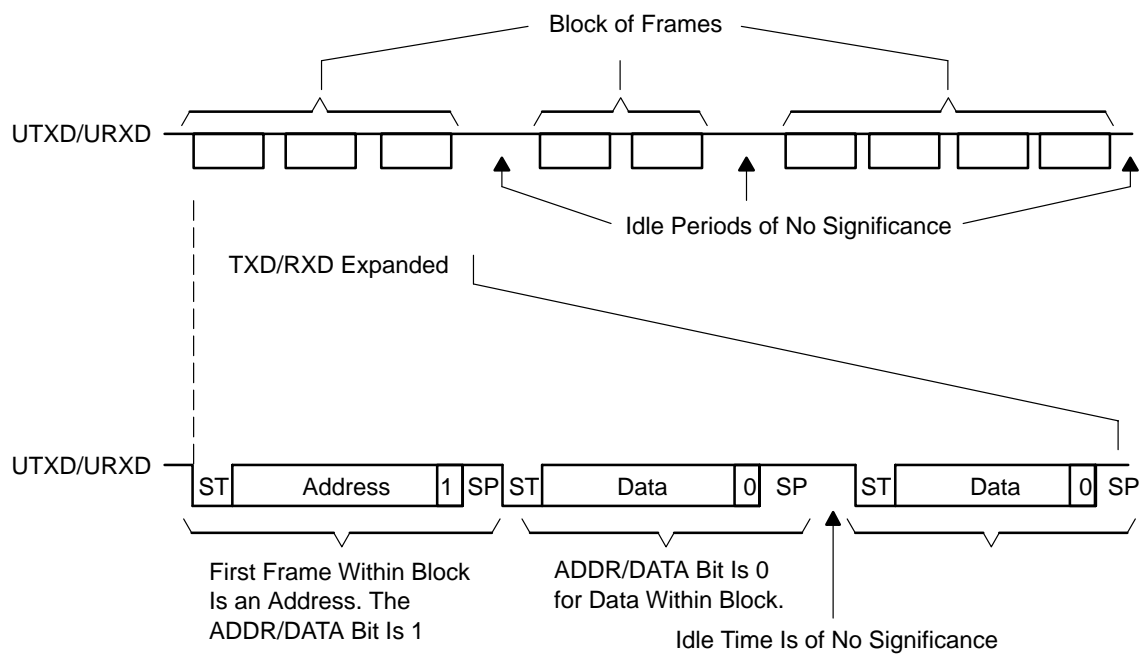 Block of Frames
UTXD/URXD
Idle Periods of No Significance
TXD/RXD Expanded
UTXD/URXD
ST Address 1 SP ST Data 0 SP ST Data 0 SP
First Frame Within Block
Is an Address. The
ADDR/DATA Bit Is 1
ADDR/DATA Bit Is 0
for Data Within Block.
Idle Time Is of No Significance